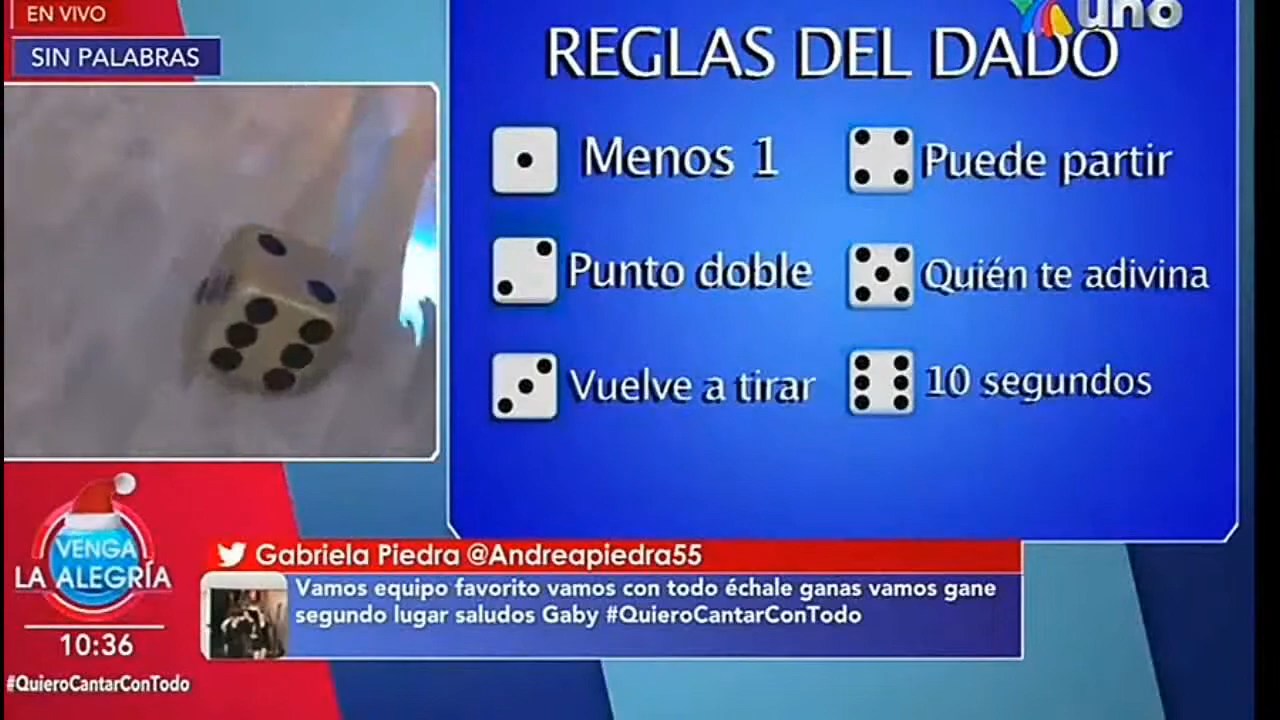 EN VIVO
SIN PALABRAS
uno
REGLAS DEL DADO
Menos 1
Puede partir
Punto doble
Quién te adivina
Vuelve a tirar
10 segundos
VENGA
LA ALEGRÍA
10:36
#QuieroCantarConTodo
Gabriela Piedra @Andreapiedra55
Vamos equipo favorito vamos con todo échale ganas vamos gane
segundo lugar saludos Gaby #QuieroCantarConTodo